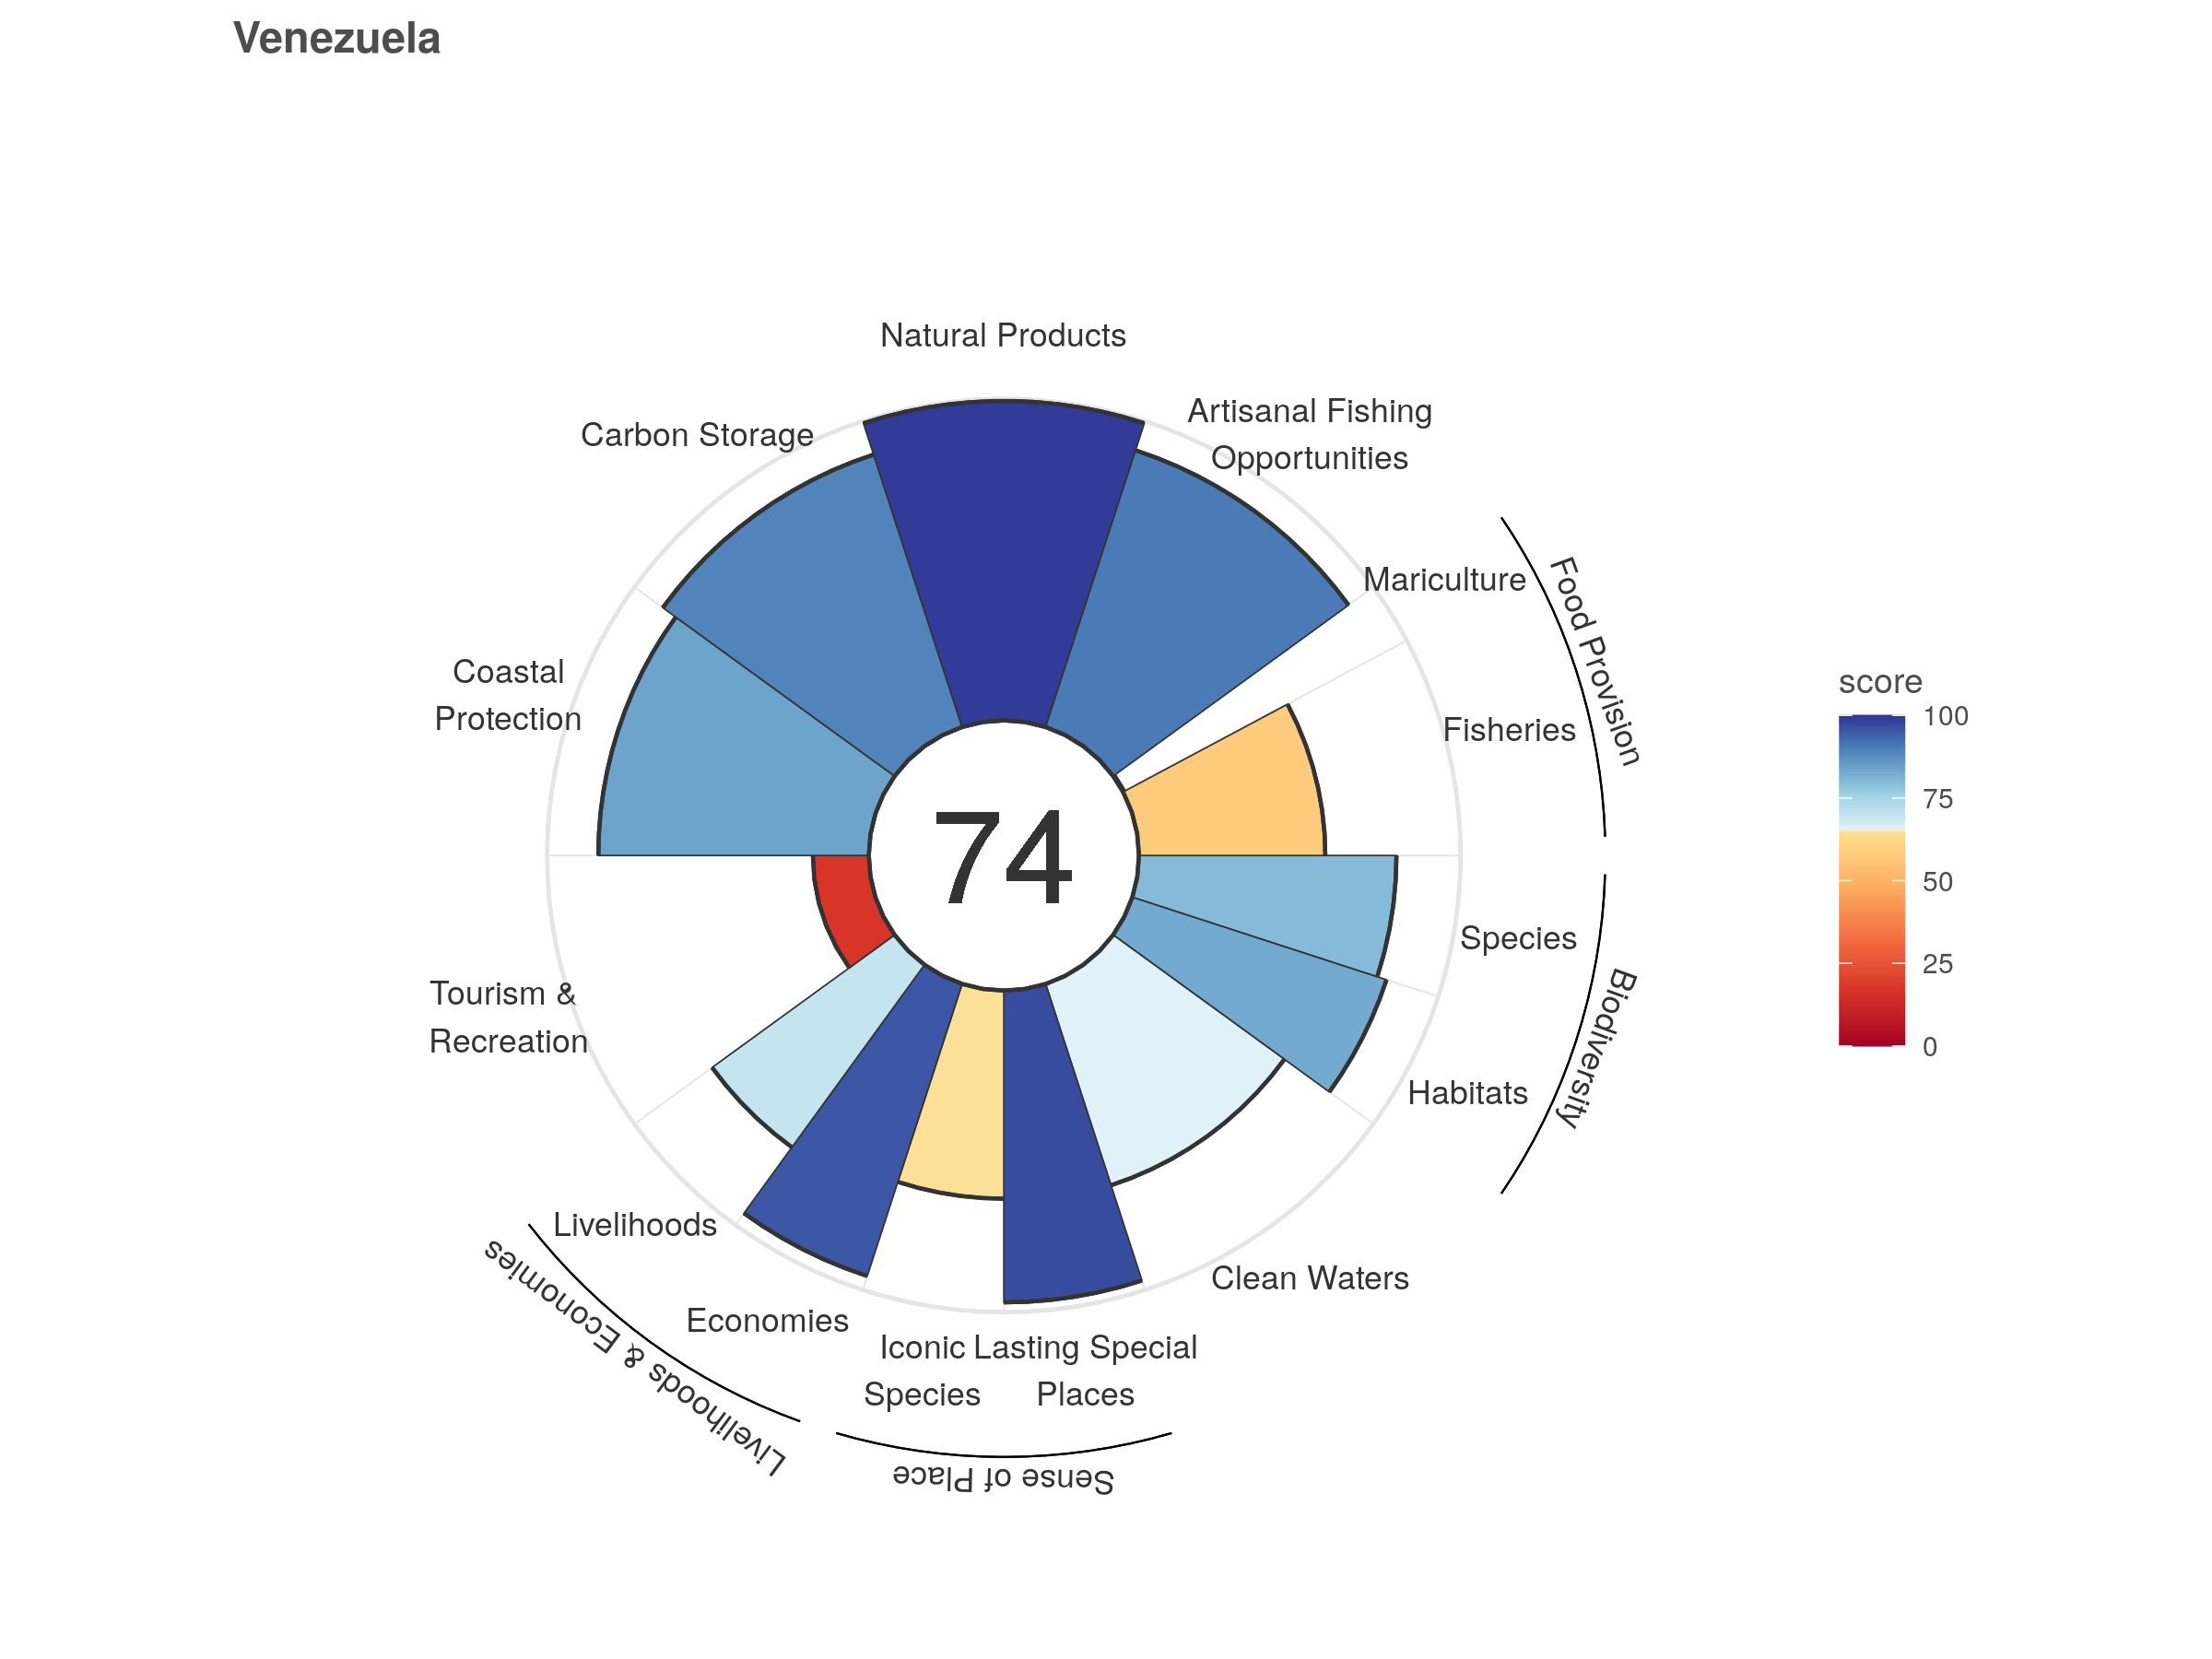 Venezuela
Natural Products
Artisanal Fishing
Opportunities
Carbon Storage
Mariculture
Food Provision
Fisheries
Coastal
Protection
score
100
75
50
25
0
74
Species
Biodiversity
Habitats
Tourism &
Recreation
Livelihoods
Livelihoods & Economies
Economies
Clean Waters
Iconic
Species
Lasting Special
Places
Sense of Place